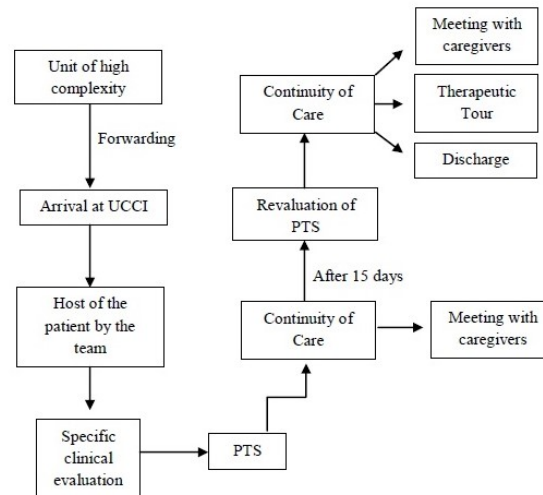 Unit of high
complexity
Forwarding
Arrival at UCCI
Host of the
patient by the
team
Specific
clinical
evaluation
PTS
Continuity of
Care
Meeting with
caregivers
After 15 days
Revaluation of
PTS
Continuity of
Care
Meeting with
caregivers
Therapeutic
Tour
Discharge